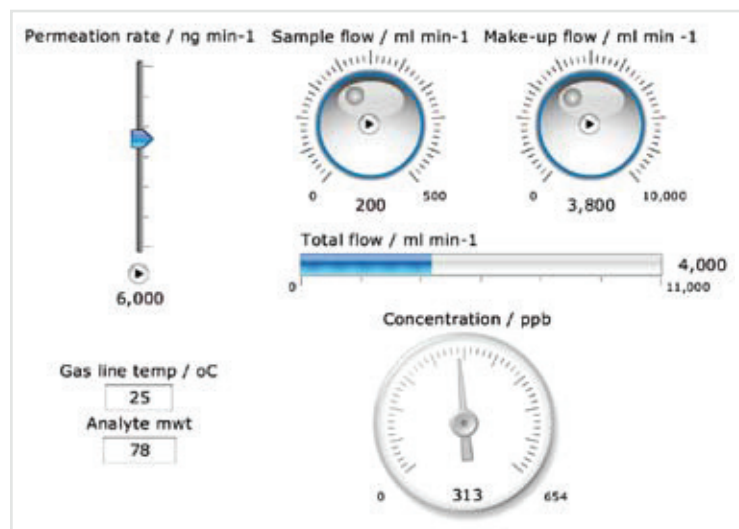 Permeation rate / ng min-1
Sample flow / ml min-1
Make-up flow / ml min -1
0
500
200
0
10,000
3,800
Total flow / ml min-1
4,000
0
11,000
6,000
Concentration / ppb
Gas line temp / oC
25
Analyte mwt
78
0
313
654